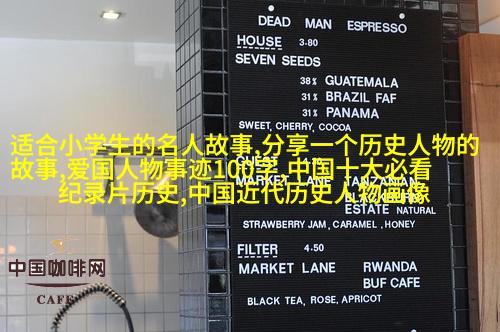 DEAD MAN ESPRESSO
HOUSE 3·80
SEVEN SEEDS
38% GUATEMALA
31% BRAZIL FAF
31% PANAMA
SWEET, CHERRY, COCOA
适合小学生的名人故事,分享一个历史人物的
故事,爱国人物事迹100字,中国十大必看
纪录片历史,中国近代历史人物画像
GUEST
MARKET LANE TANZANIAN
ESTATE NATURAL
STRAWBERRY JAM, CARAMEL, HONEY
FILTER 4·50
MARKET LANE RWANDA
BUF CAFE
BLACK TEA, ROSE, APRICOT
中国咖啡网
CAFE